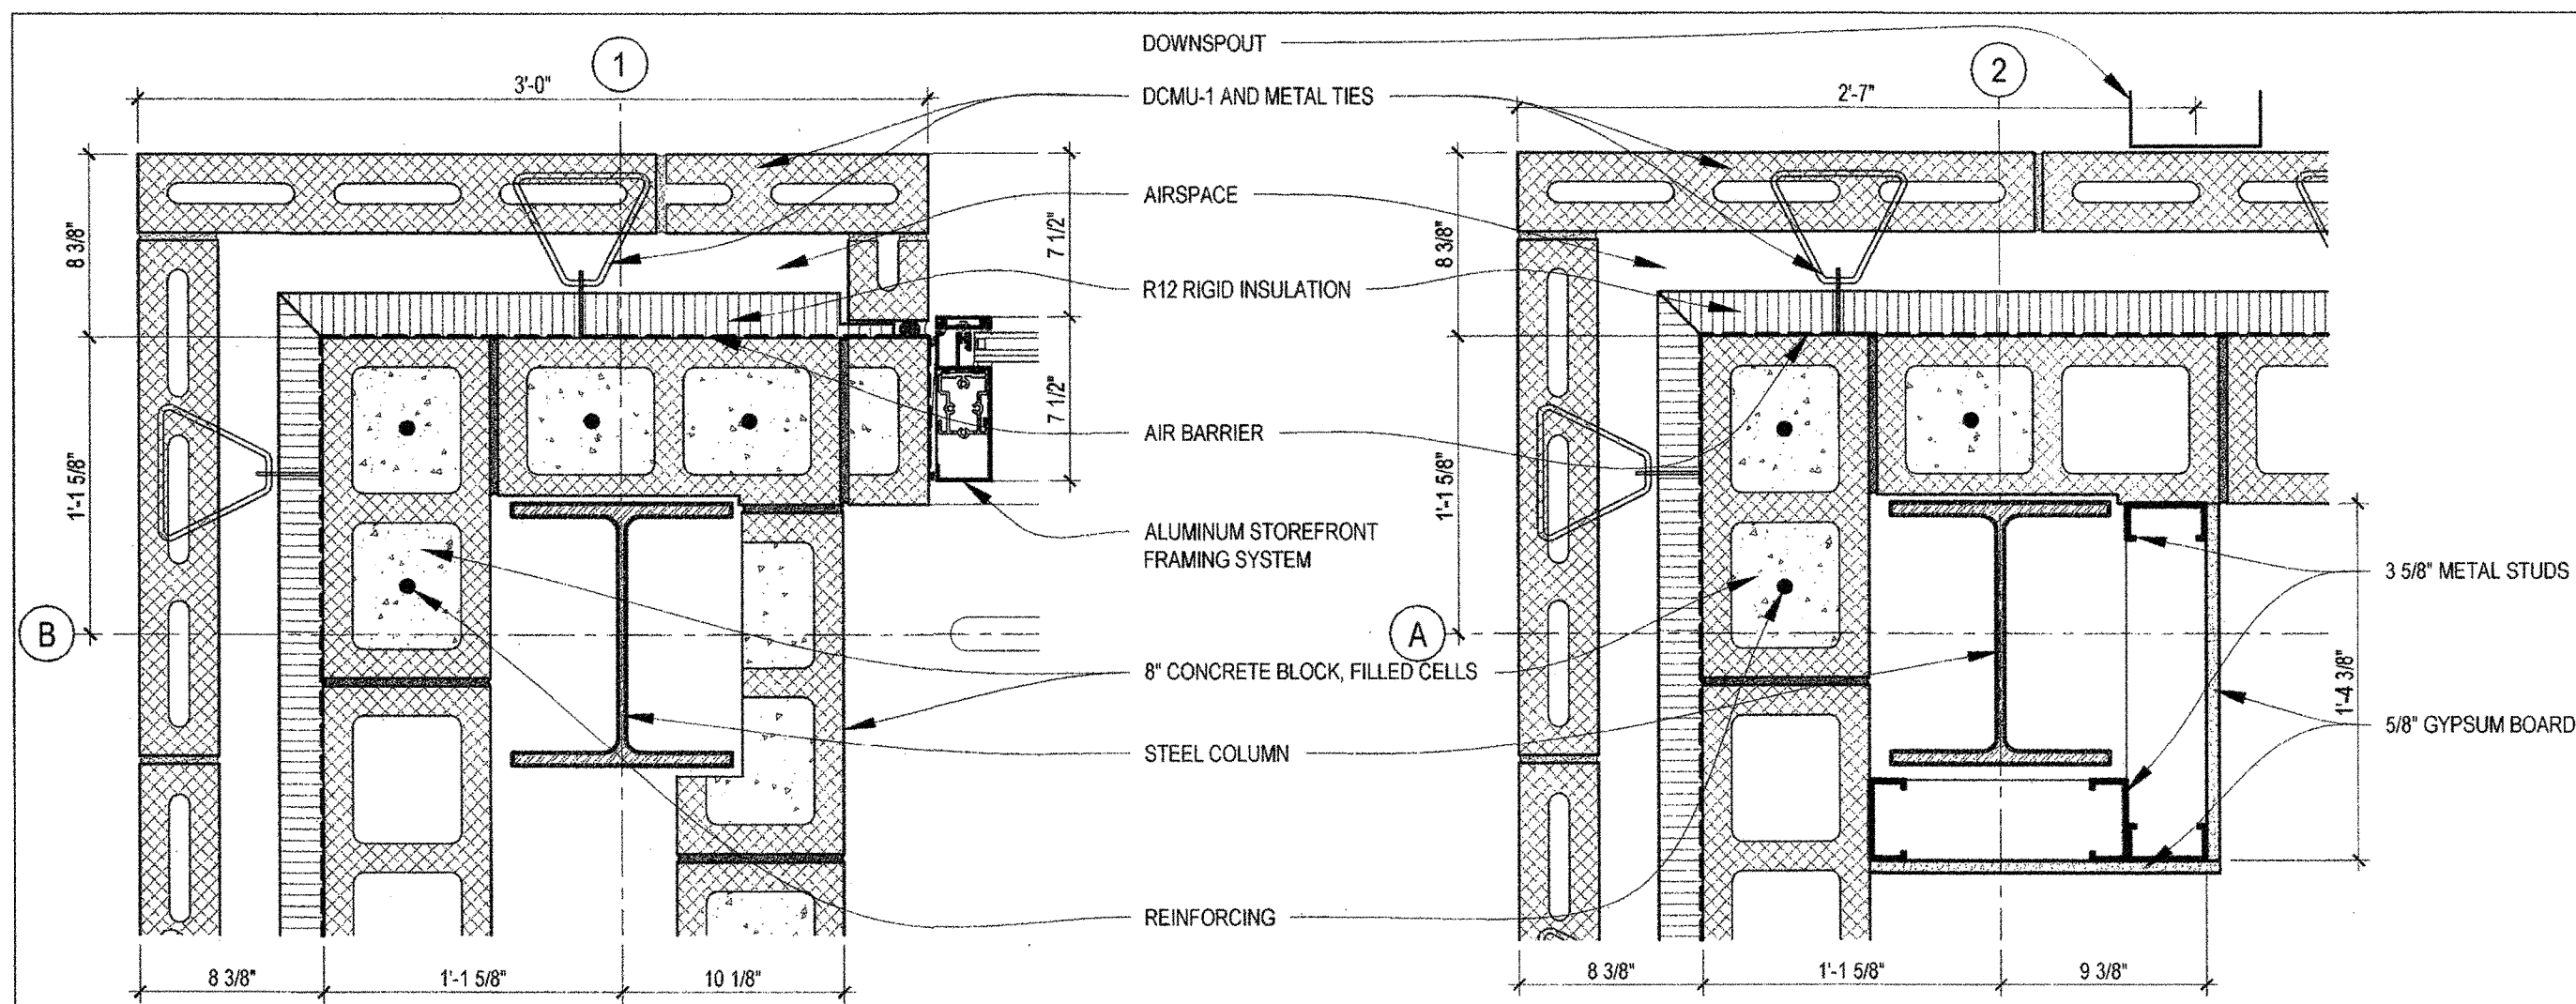 DOWNSPOUT
1
2
3'-0"
DCMU-1 AND METAL TIES
2'-7"
AIRSPACE
8 3/8"
7 1/2"
8 3/8"
R12 RIGID INSULATION
7 1/2"
AIR BARRIER
1'-1 5/8"
1'-1 5/8"
ALUMINUM STOREFRONT
FRAMING SYSTEM
3 5/8" METAL STUDS
B
A
8" CONCRETE BLOCK, FILLED CELLS
1'-4 3/8"
5/8" GYPSUM BOARD
STEEL COLUMN
REINFORCING
8 3/8"
1'-1 5/8"
10 1/8"
8 3/8"
1'-1 5/8"
9 3/8"